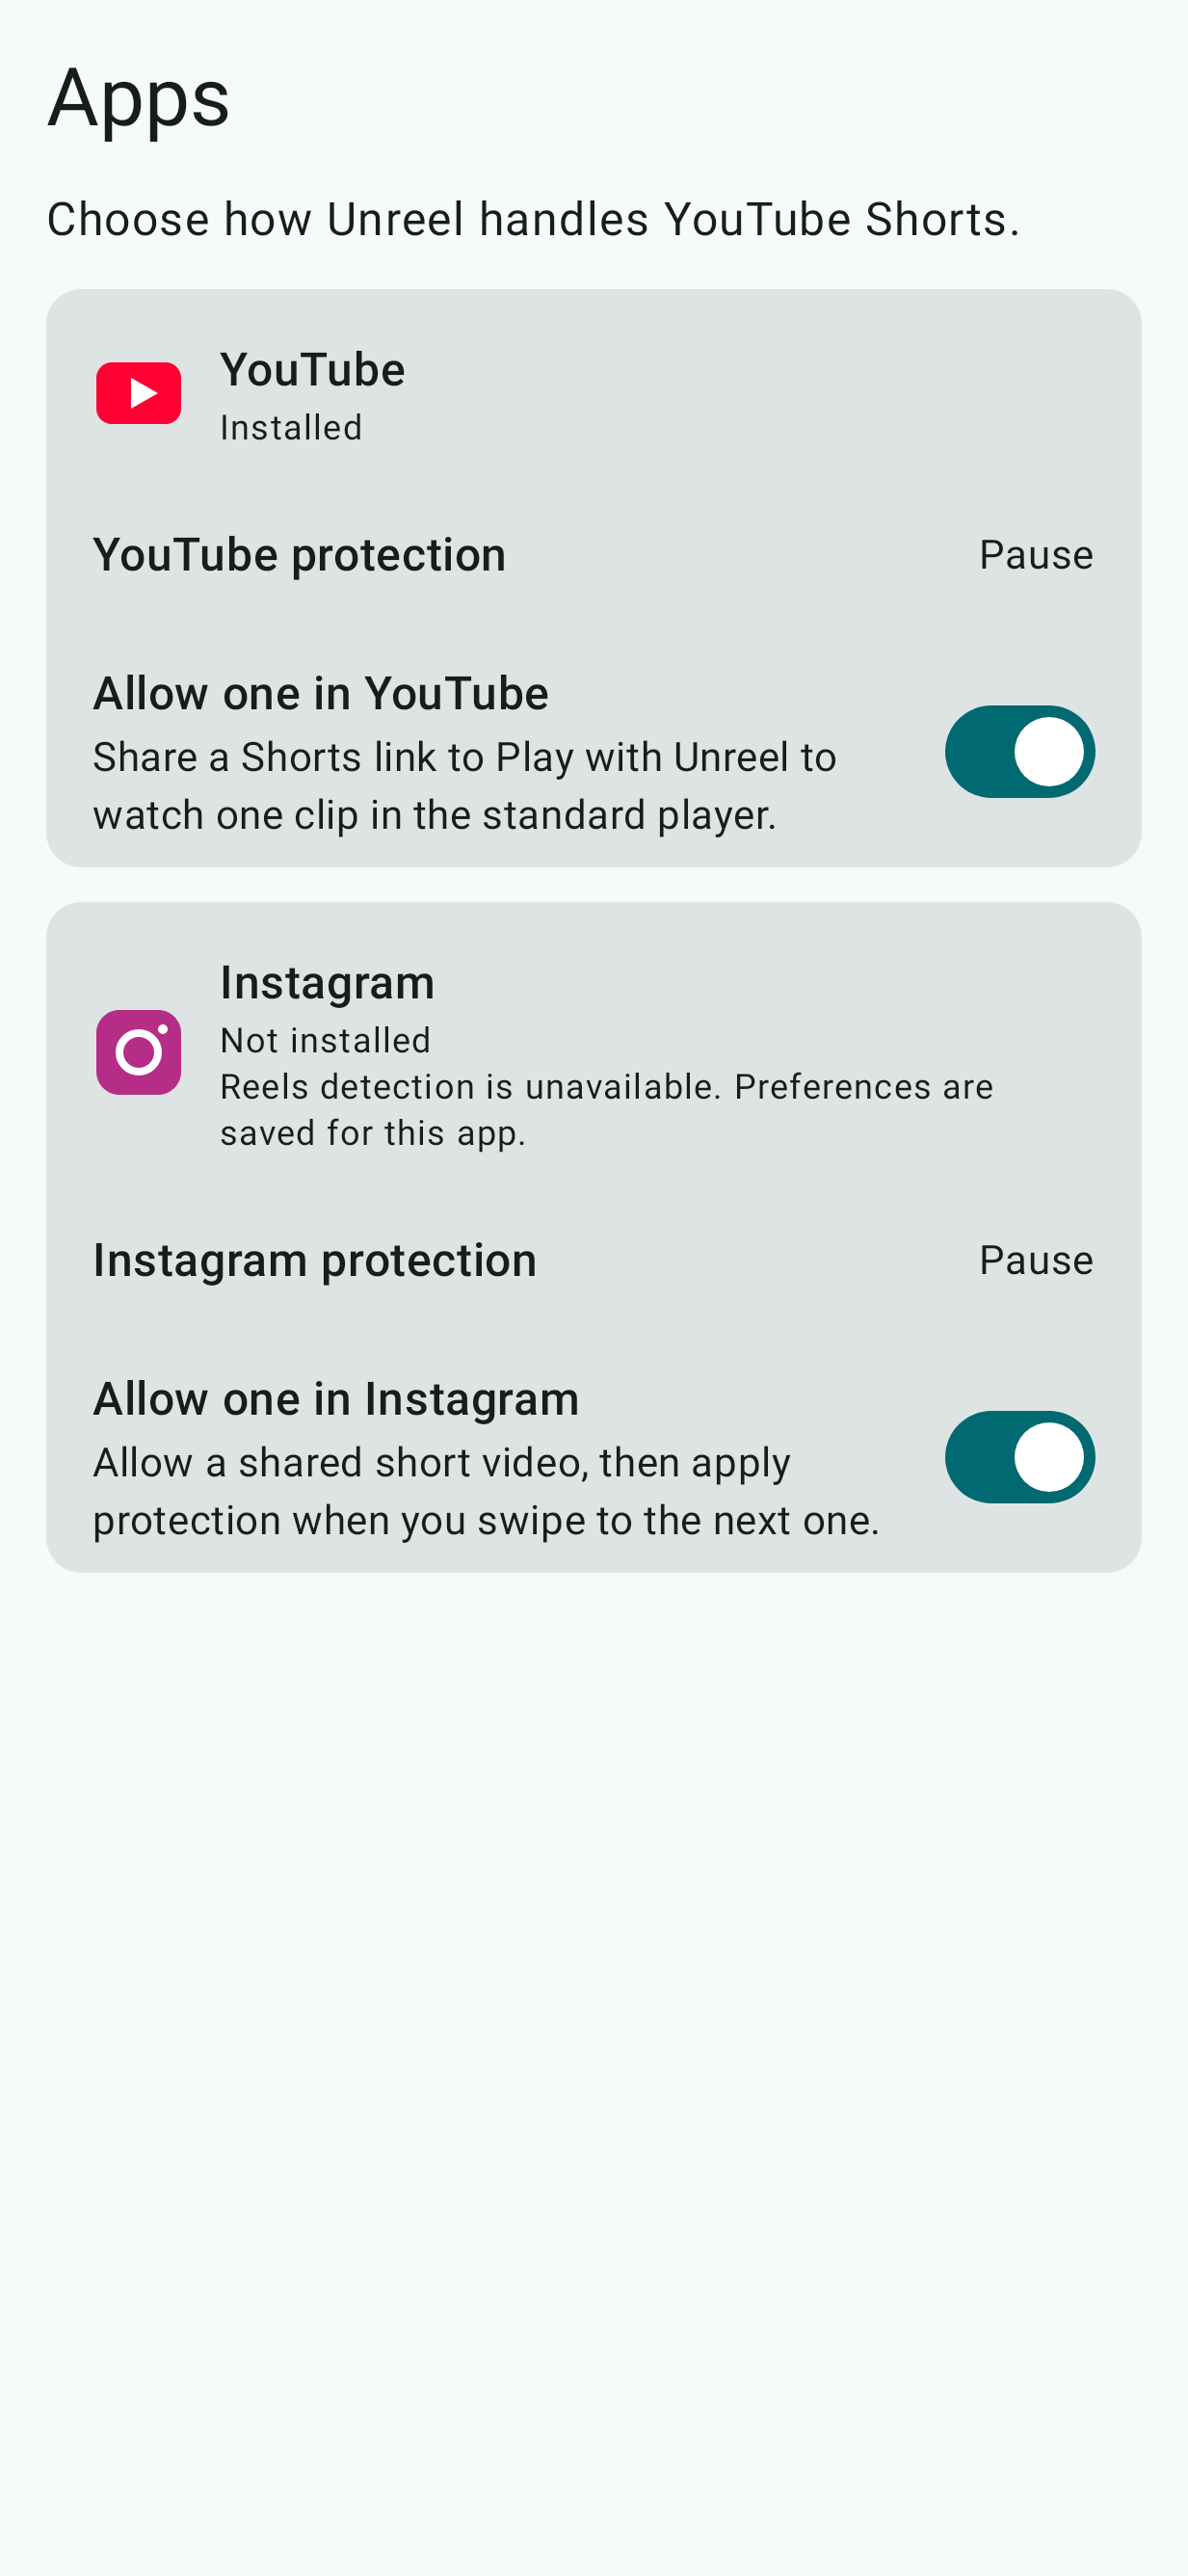 Apps
Choose how Unreel handles YouTube Shorts.
YouTube
Installed
YouTube protection
Pause
Allow one in YouTube
Share a Shorts link to Play with Unreel to
watch one clip in the standard player.
Instagram
Not installed
Reels detection is unavailable. Preferences are
saved for this app.
Instagram protection
Pause
Allow one in Instagram
Allow a shared short video, then apply
protection when you swipe to the next one.